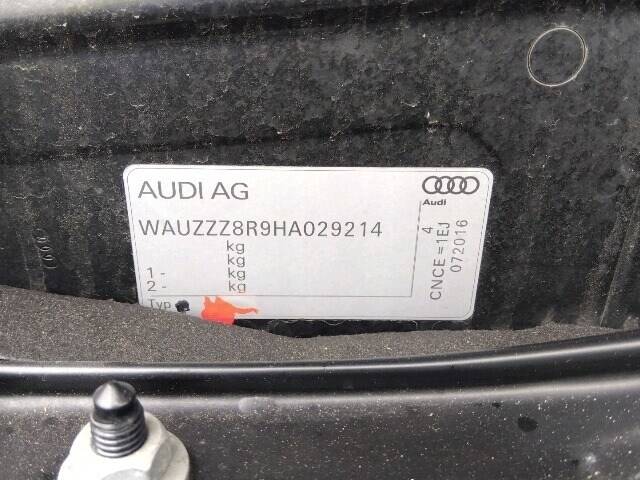 AUDI AG
Audi
WAUZZZ8R9HA029214
kg
kg
1 - kg
2 - kg
Typ
4
CNCE=1EJ
072016